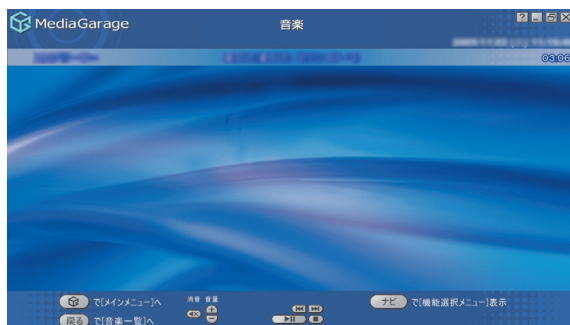 MediaGarage
音楽
03:06
で[メインメニュー]へ
消音 音量
ナビ で[機能選択メニュー]表示
戻る で[音楽一覧]へ